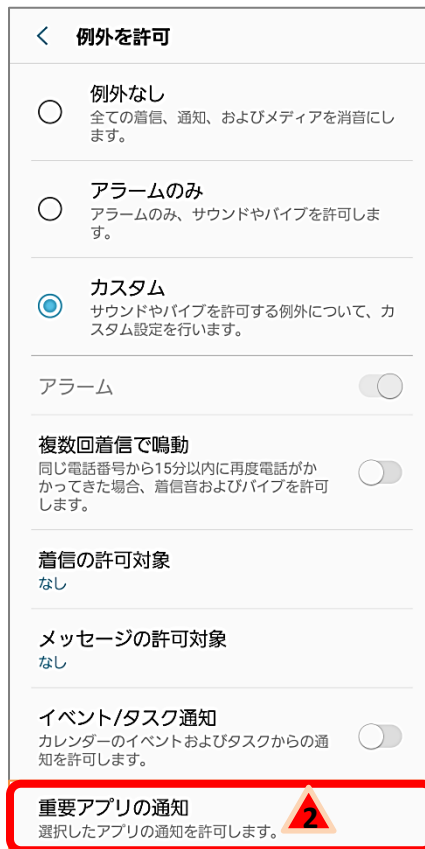 例外を許可
例外なし
全ての着信、通知、およびメディアを消音にし
ます。
アラームのみ
アラームのみ、サウンドやバイブを許可しま
す。
カスタム
サウンドやバイブを許可する例外について、カ
スタム設定を行います。
アラーム
複数回着信で鳴動
同じ電話番号から15分以内に再度電話がか
かってきた場合、着信音およびバイブを許可
します。
着信の許可対象
なし
メッセージの許可対象
なし
イベント/タスク通知
カレンダーのイベントおよびタスクからの通
知を許可します。
重要アプリの通知
選択したアプリの通知を許可します。
2